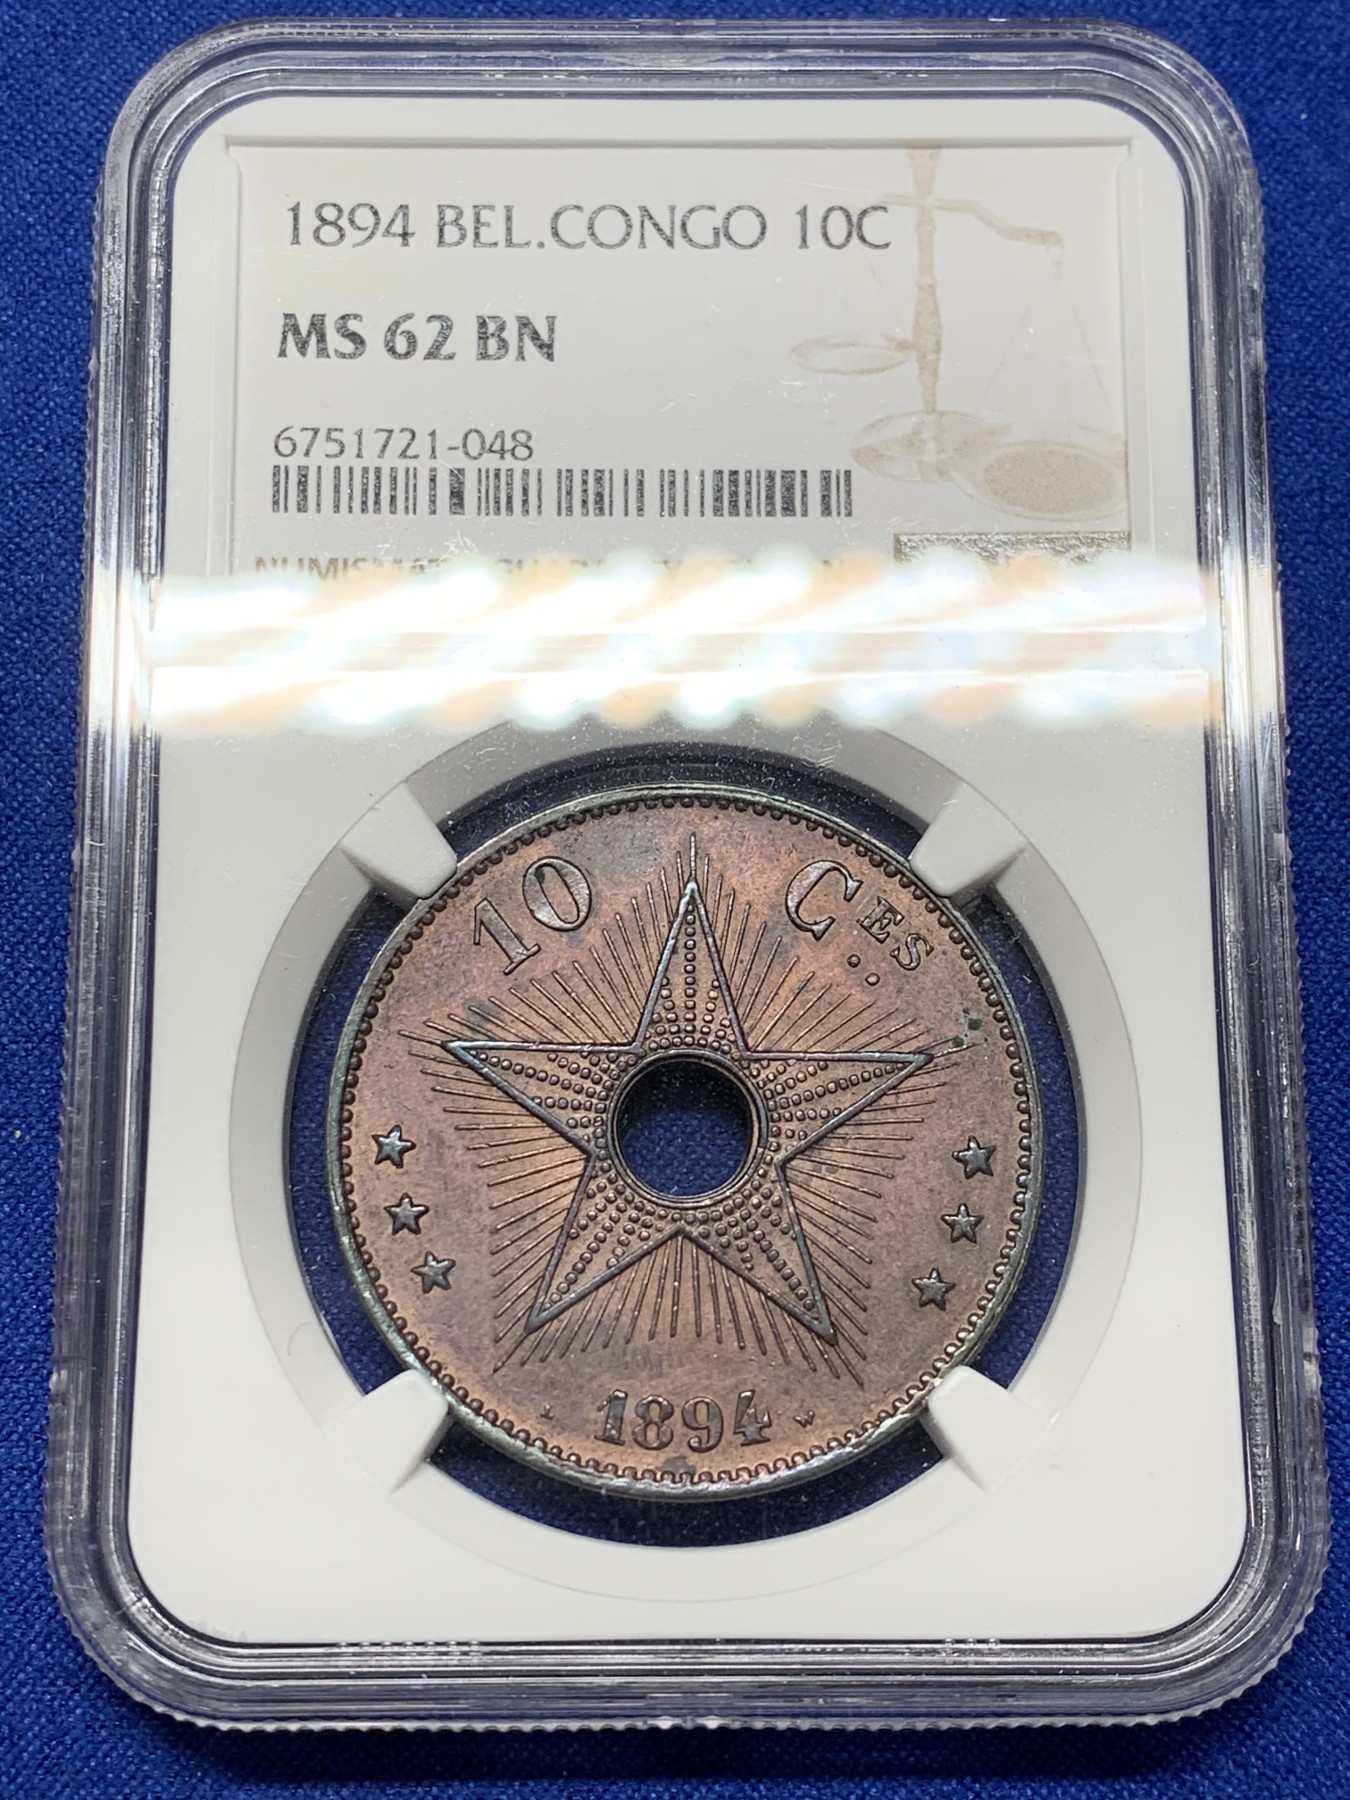 1894 BEL.CONGO 10C
MS 62 BN
6751721-048
10 CES
1894